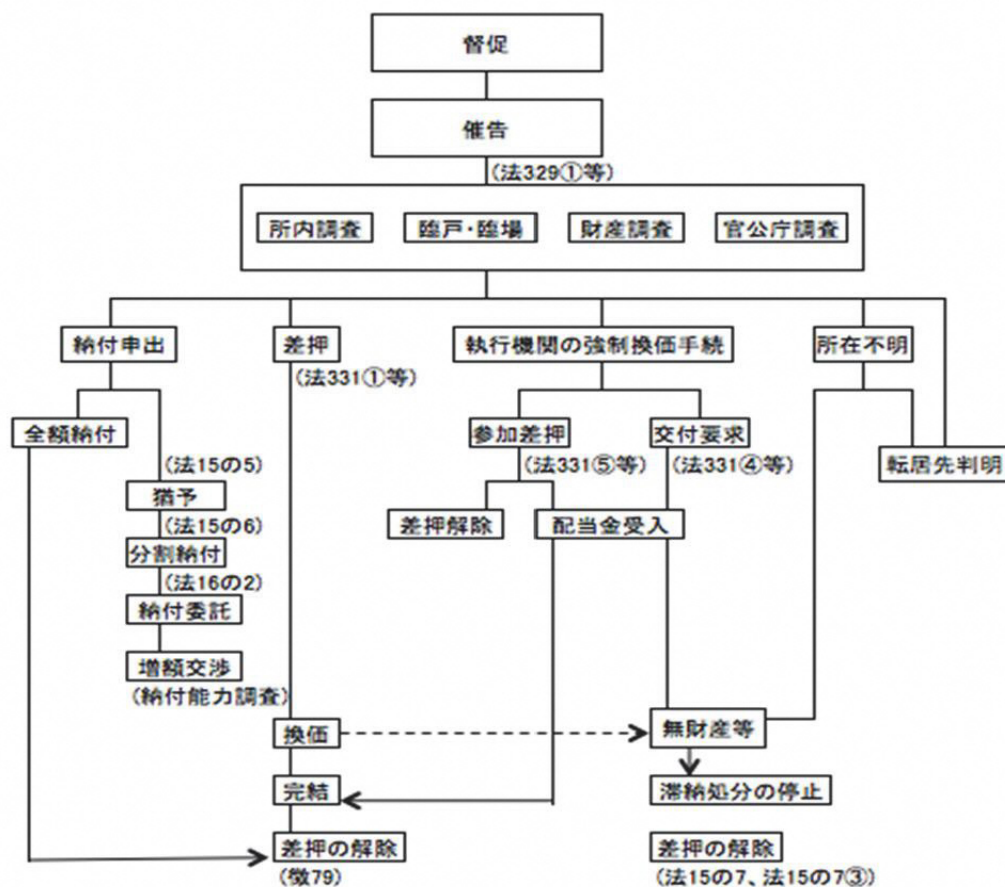 督促
催告
(法329①等)
所内調査 臨戸・臨場 財産調査 官公庁調査
納付申出 差押 執行機関の強制換価手続 所在不明
(法331①等)
全額納付 参加差押 交付要求 転居先判明
(法15の5) (法331⑤等) (法331④等)
猶予
(法15の6) 差押解除 配当金受入
分割納付
(法16の2)
納付委託
増額交渉
(納付能力調査)
換価 無財産等
完結 滞納処分の停止
差押の解除 差押の解除
(徴79) (法15の7、法15の7③)